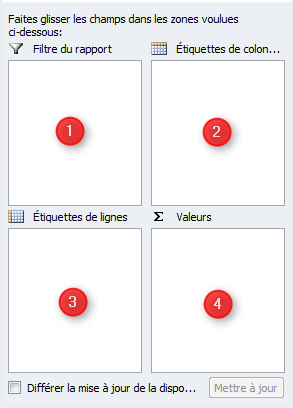 Faites glisser les champs dans les zones voulues
ci-dessous:
Filtre du rapport
Étiquettes de colon...
1
2
Étiquettes de lignes
Σ Valeurs
3
4
Différer la mise à jour de la dispo...
Mettre à jour